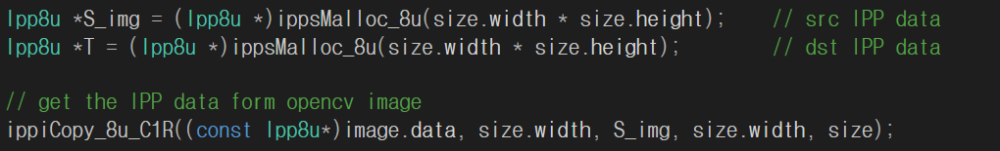 Ipp8u *S_img = (Ipp8u *)ippsMalloc_8u(size.width * size.height);    // src IPP data
Ipp8u *T = (Ipp8u *)ippsMalloc_8u(size.width * size.height);        // dst IPP data
// get the IPP data form opencv image
ippiCopy_8u_C1R((const Ipp8u*)image.data, size.width, S_img, size.width, size);